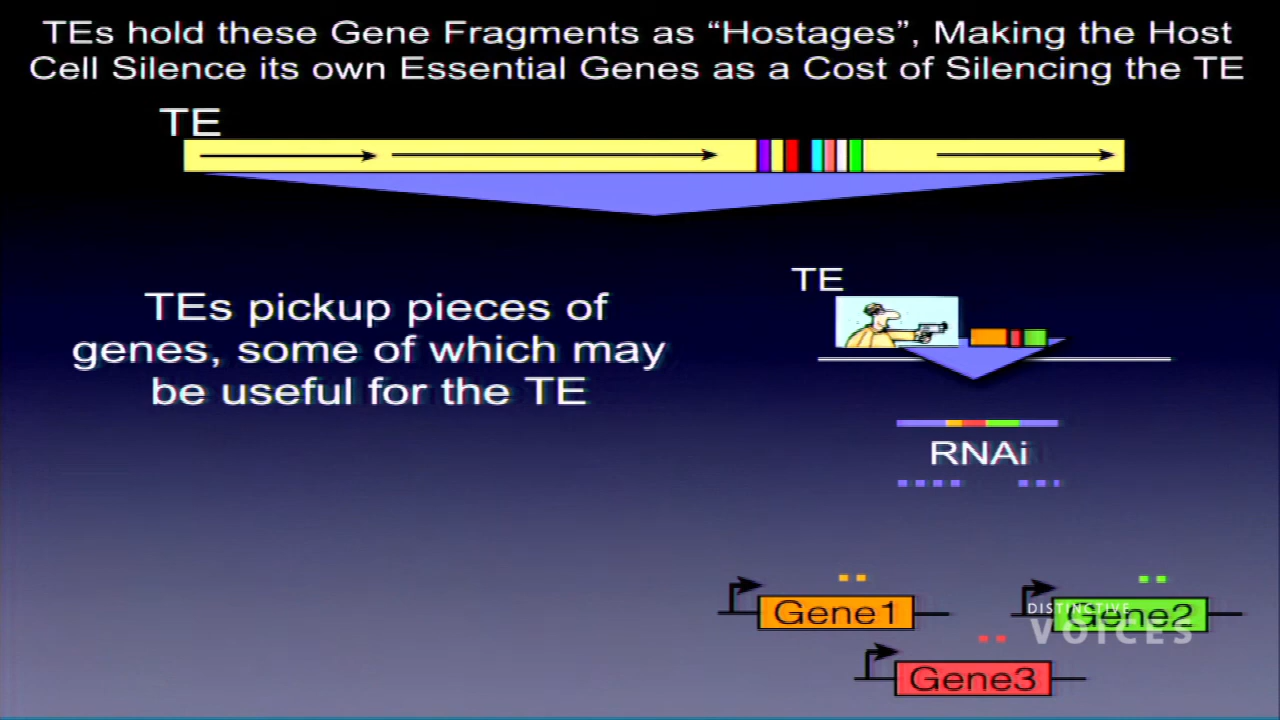 TEs hold these Gene Fragments as “Hostages”, Making the Host
Cell Silence its own Essential Genes as a Cost of Silencing the TE
TE
TEs pickup pieces of
genes, some of which may
be useful for the TE
TE
RNAi
Gene1
Gene2
Gene3
DISTINCTIVE
VOICES